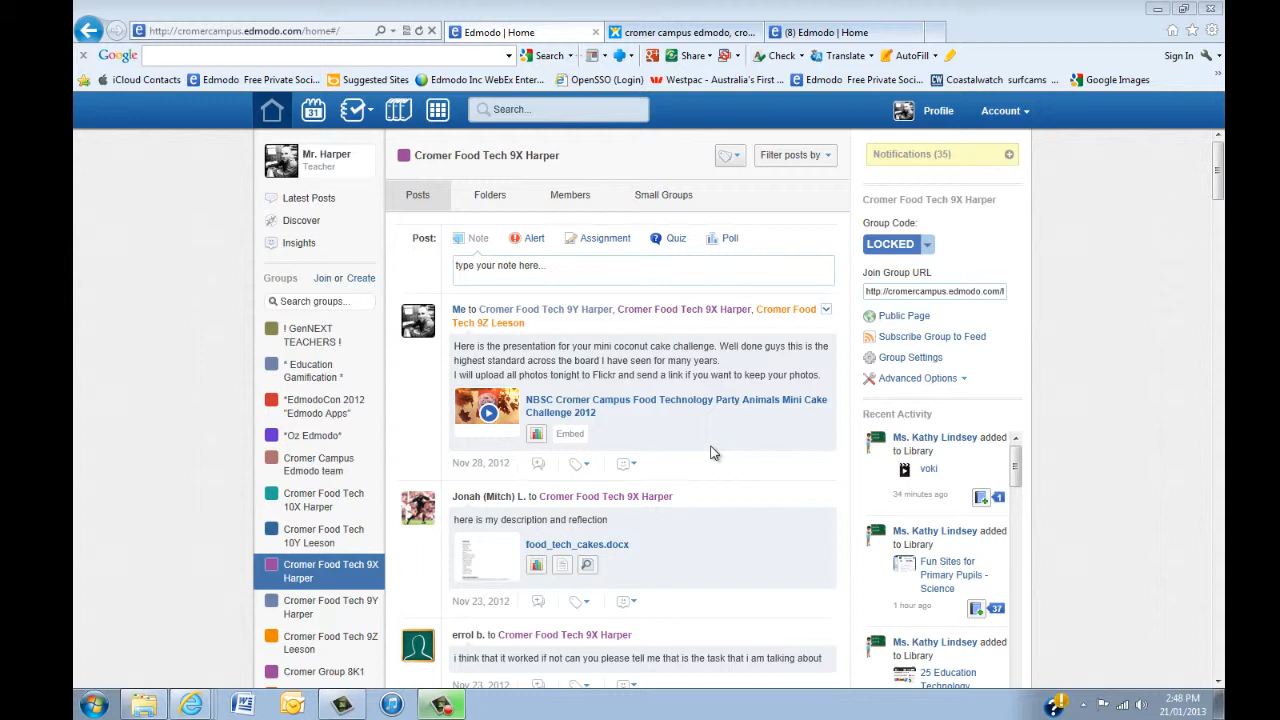 http://cromercampus.edmodo.com/home#/
Edmodo | Home
cromer campus edmodo, cro...
(8) Edmodo | Home
Google
Search
Share
Check
Translate
AutoFill
Sign In
iCloud Contacts
Edmodo Free Private Soci...
Suggested Sites
Edmodo Inc WebEx Enter...
OpenSSO (Login)
Westpac - Australia's First ...
Edmodo Free Private Soci...
Coastalwatch surfcams ...
Google Images
31
Search...
Profile
Account
Mr. Harper
Teacher
Latest Posts
Discover
Insights
Groups Join or Create
Search groups...
! GenNEXT
TEACHERS !
* Education
Gamification *
*EdmodoCon 2012
"Edmodo Apps"
*Oz Edmodo*
Cromer Campus
Edmodo team
Cromer Food Tech
10X Harper
Cromer Food Tech
10Y Leeson
Cromer Food Tech 9X
Harper
Cromer Food Tech 9Y
Harper
Cromer Food Tech 9Z
Leeson
Cromer Group 8K1
Cromer Food Tech 9X Harper
Filter posts by
Posts
Folders
Members
Small Groups
Post:
Note
Alert
Assignment
Quiz
Poll
type your note here...
Me to Cromer Food Tech 9Y Harper, Cromer Food Tech 9X Harper, Cromer Food
Tech 9Z Leeson
Here is the presentation for your mini coconut cake challenge. Well done guys this is the
highest standard across the board I have seen for many years.
I will upload all photos tonight to Flickr and send a link if you want to keep your photos.
NBSC Cromer Campus Food Technology Party Animals Mini Cake
Challenge 2012
Embed
Nov 28, 2012
Jonah (Mitch) L. to Cromer Food Tech 9X Harper
here is my description and reflection
food_tech_cakes.docx
Nov 23, 2012
errol b. to Cromer Food Tech 9X Harper
i think that it worked if not can you please tell me that is the task that i am talking about
Nov 23, 2012
Notifications (35)
Cromer Food Tech 9X Harper
Group Code:
LOCKED
Join Group URL
http://cromercampus.edmodo.com/
Public Page
Subscribe Group to Feed
Group Settings
Advanced Options
Recent Activity
Ms. Kathy Lindsey added
to Library
voki
34 minutes ago
1
Ms. Kathy Lindsey added
to Library
Fun Sites for
Primary Pupils -
Science
1 hour ago
37
Ms. Kathy Lindsey added
to Library
25 Education
Technology
2:48 PM
21/01/2013